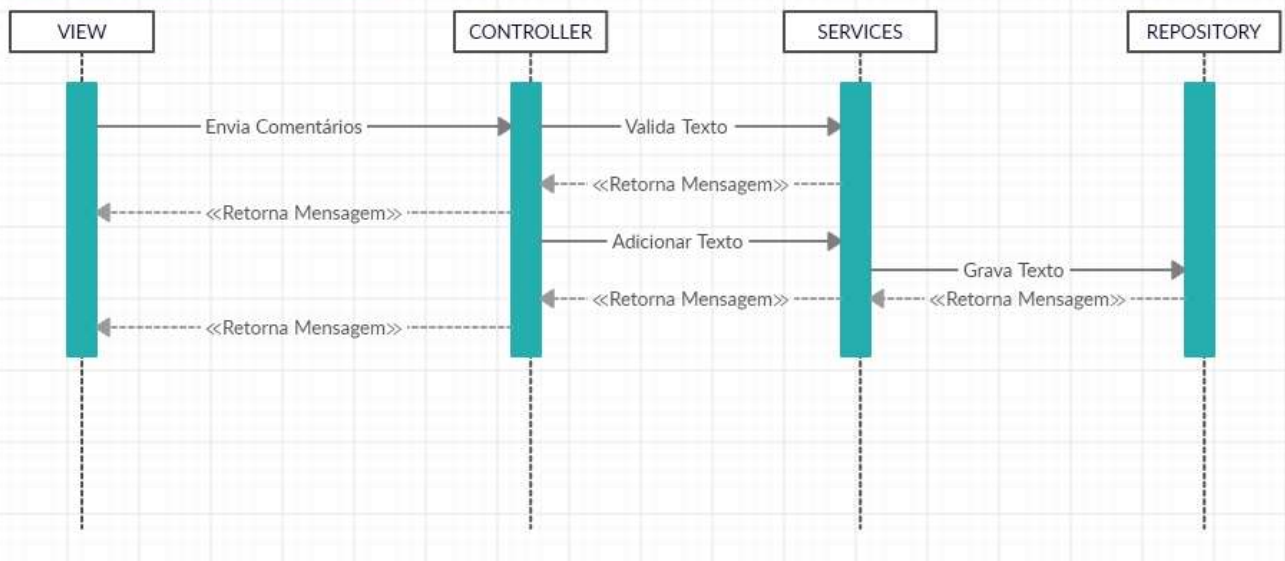 VIEW
CONTROLLER
SERVICES
REPOSITORY
Envia Comentários
Valida Texto
≪Retorna Mensagem≫
≪Retorna Mensagem≫
Adicionar Texto
Grava Texto
≪Retorna Mensagem≫
≪Retorna Mensagem≫
≪Retorna Mensagem≫